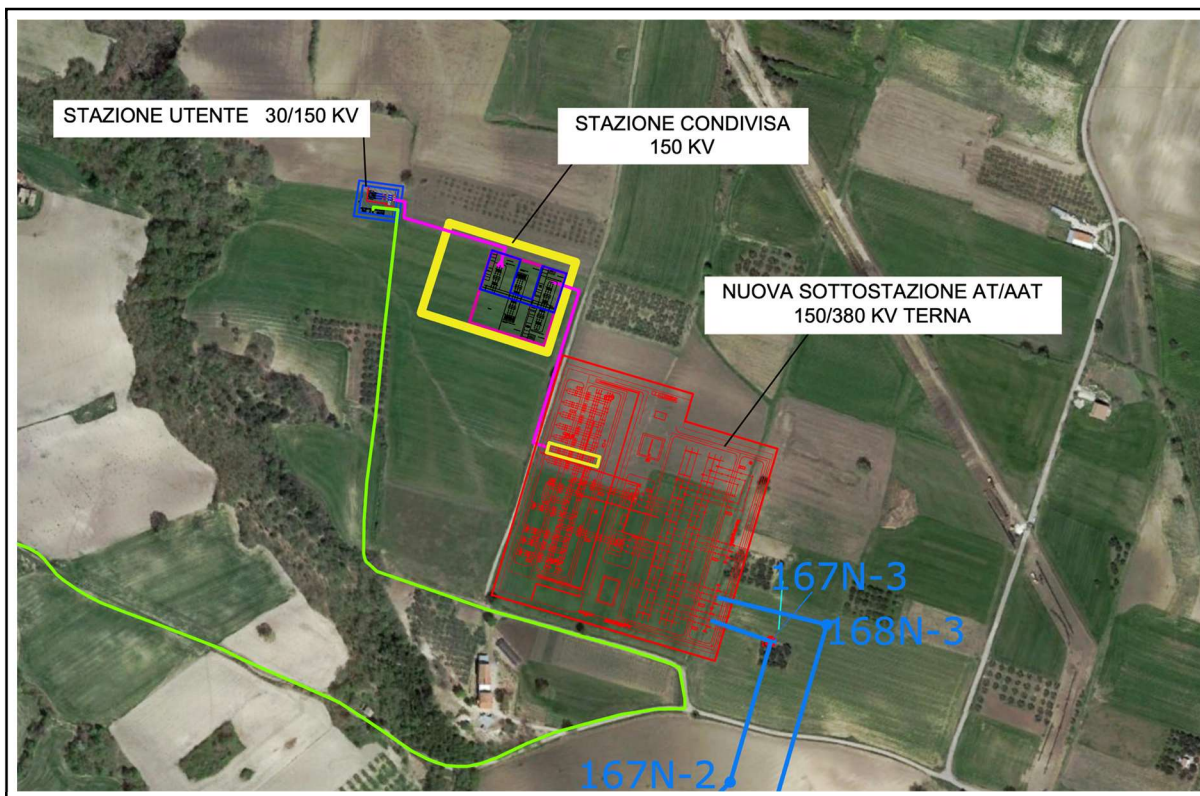 STAZIONE UTENTE 30/150 KV
STAZIONE CONDIVISA
150 KV
NUOVA SOTTOSTAZIONE AT/AAT
150/380 KV TERNA
167N-3
168N-3
167N-2